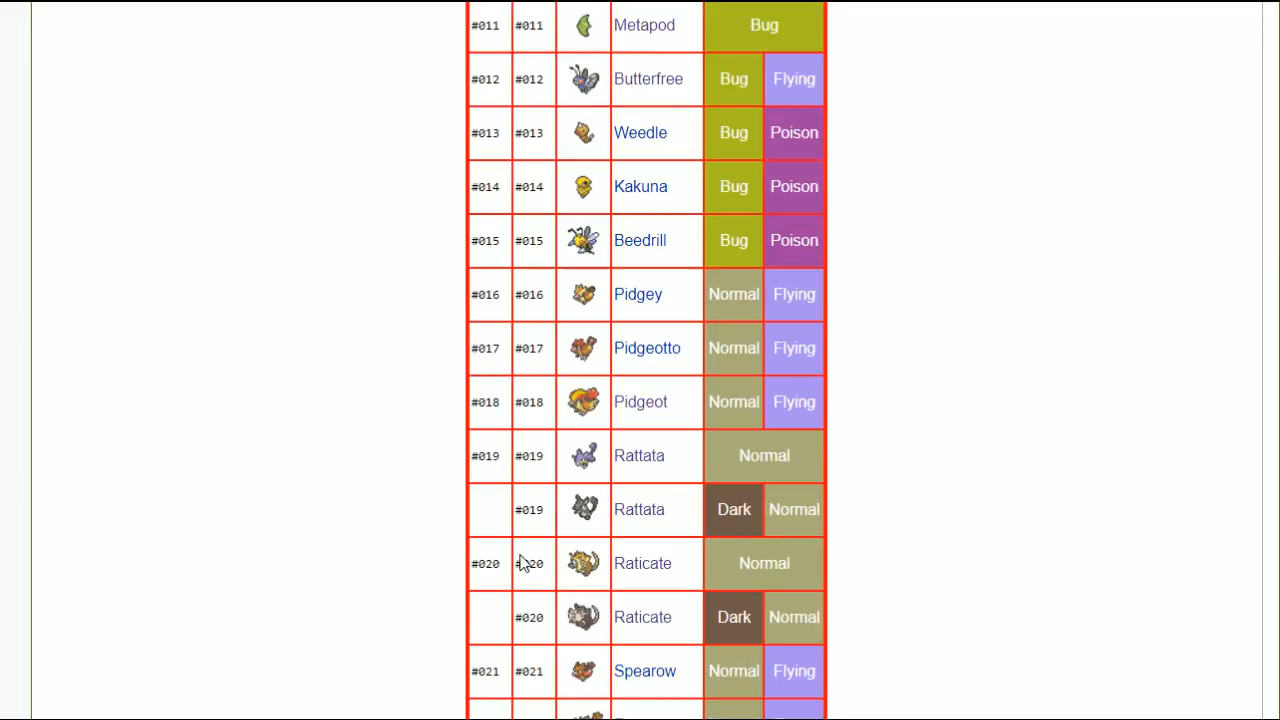 #011 #011 Metapod Bug
#012 #012 Butterfree Bug Flying
#013 #013 Weedle Bug Poison
#014 #014 Kakuna Bug Poison
#015 #015 Beedrill Bug Poison
#016 #016 Pidgey Normal Flying
#017 #017 Pidgeotto Normal Flying
#018 #018 Pidgeot Normal Flying
#019 #019 Rattata Normal
#019 Rattata Dark Normal
#020 #020 Raticate Normal
#020 Raticate Dark Normal
#021 #021 Spearow Normal Flying